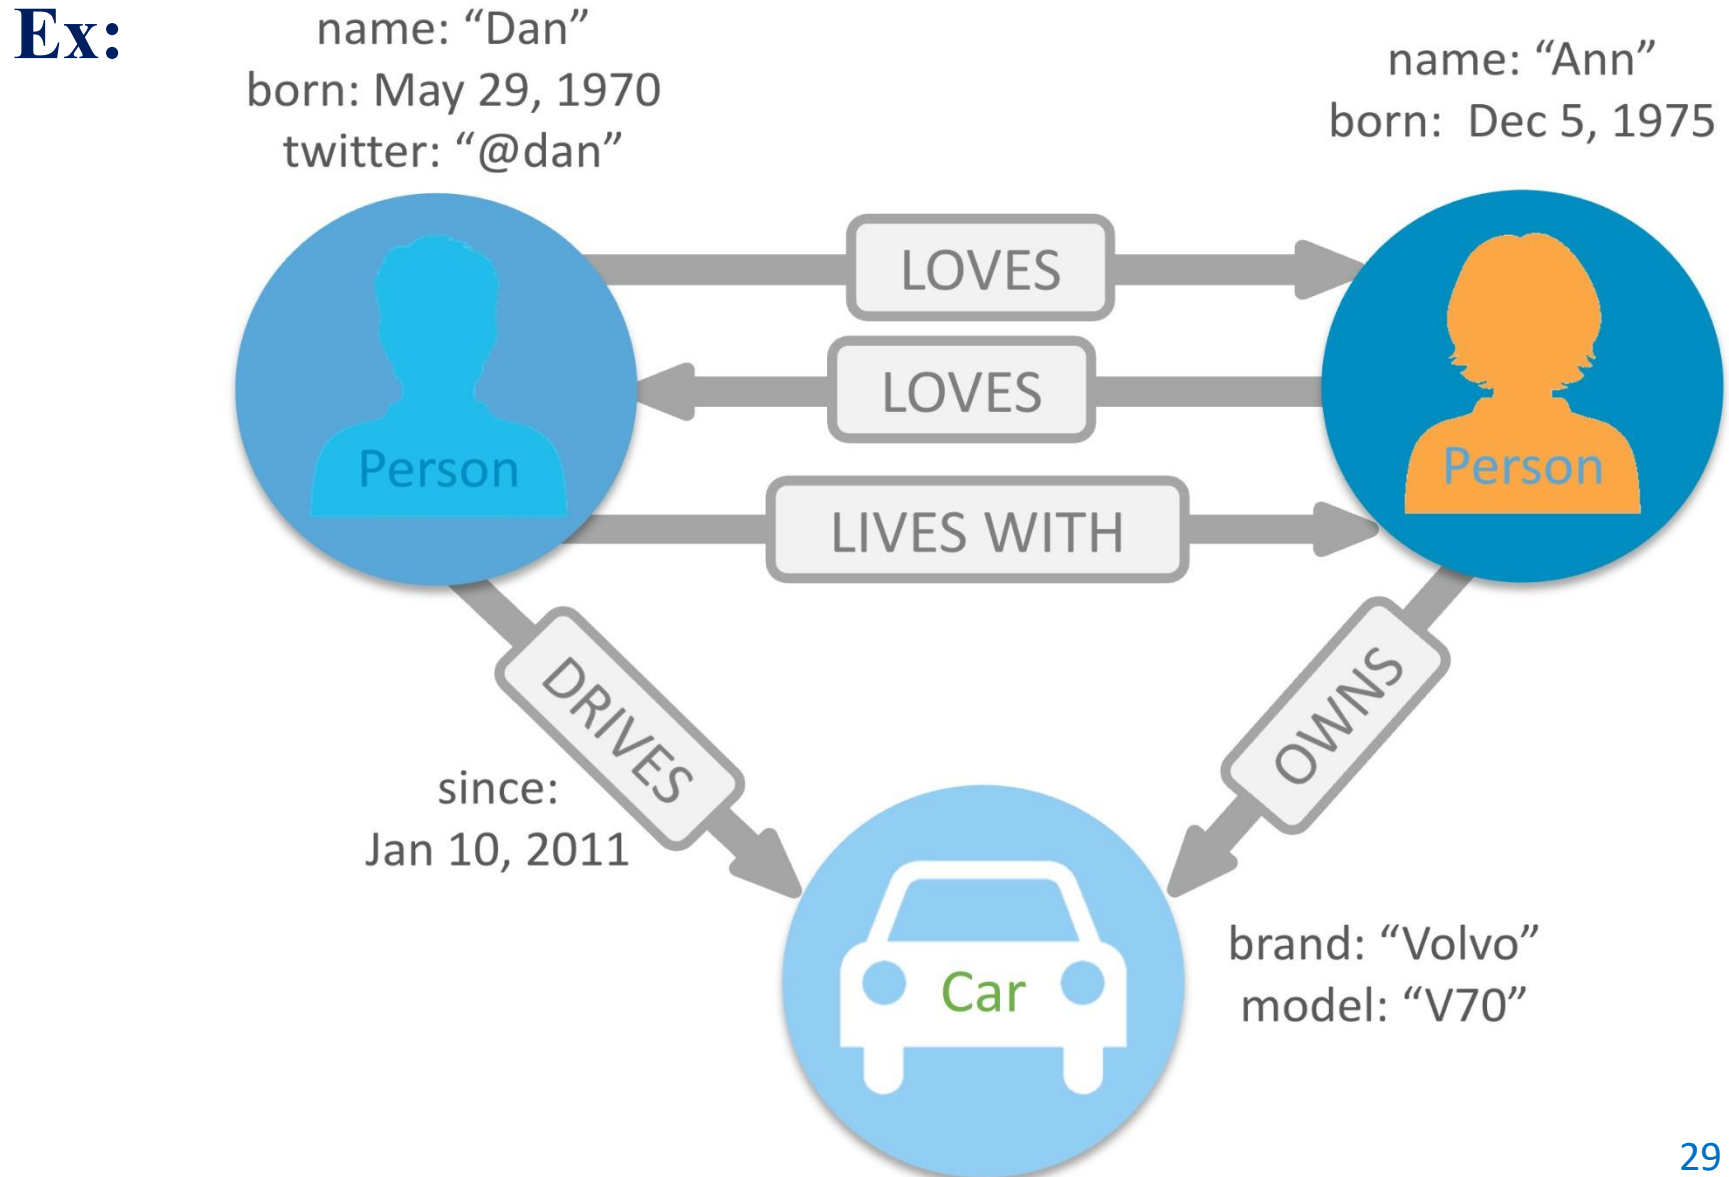 Ex:
name: “Dan”
born: May 29, 1970
twitter: “@dan”
name: “Ann”
born: Dec 5, 1975
LOVES
LOVES
Person
Person
LIVES WITH
DRIVES
OWNS
since:
Jan 10, 2011
brand: “Volvo”
model: “V70”
Car
29